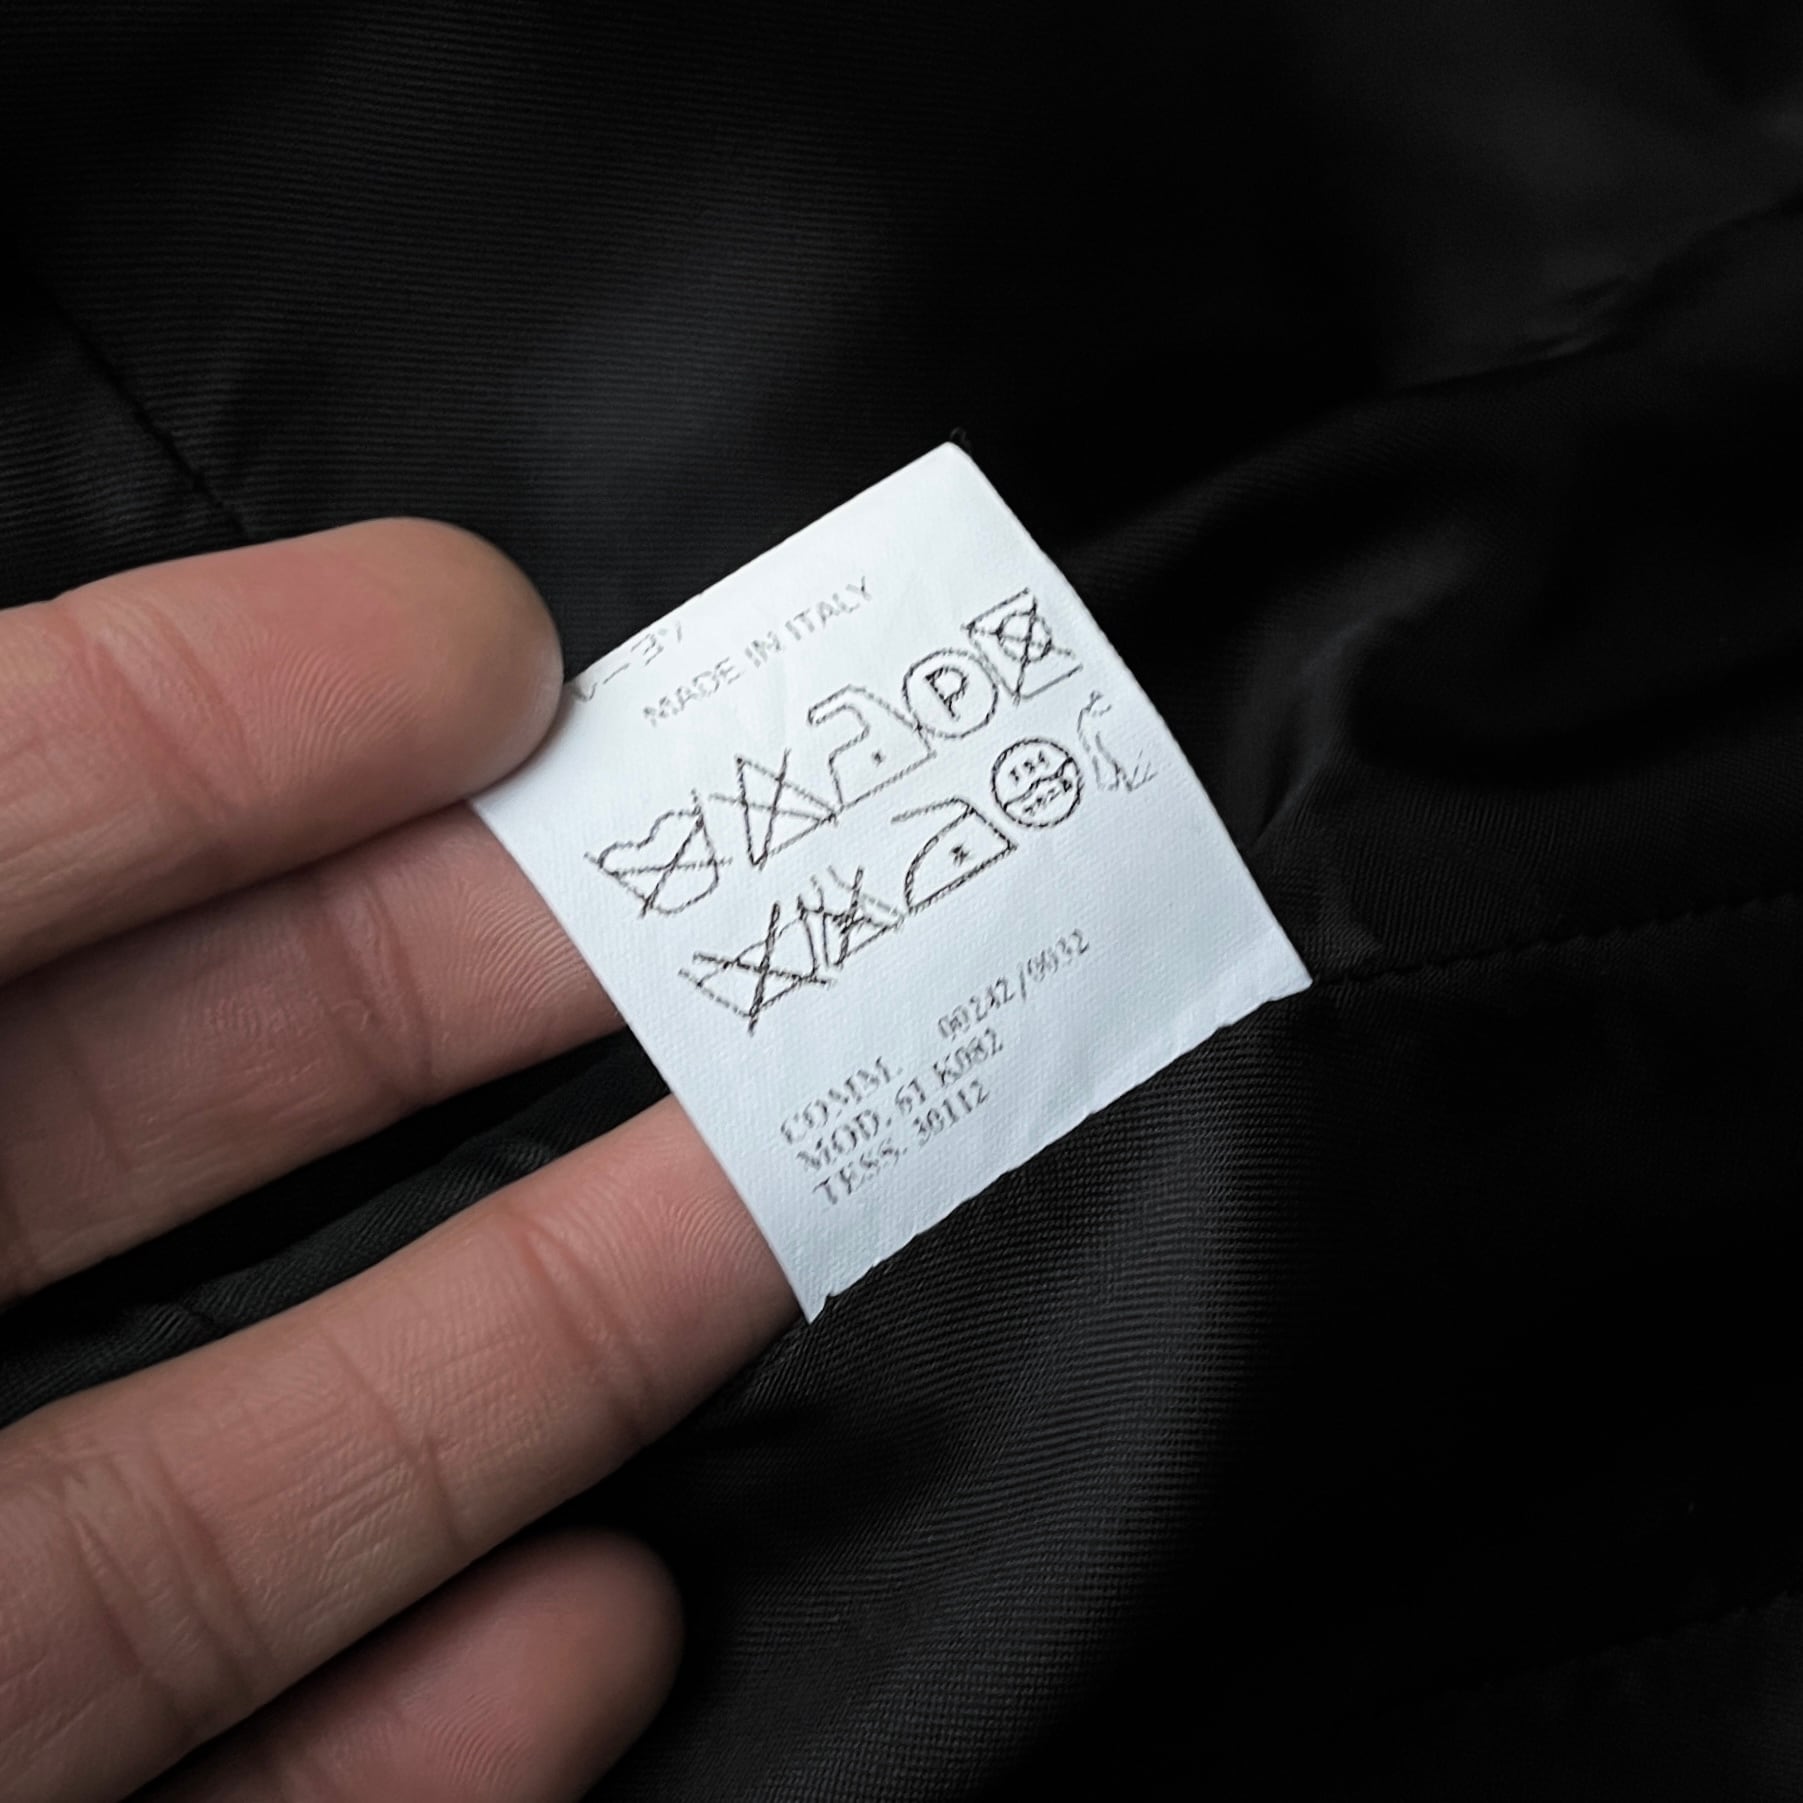 MADE IN ITALY
P
COMM. 00242/0032
MOD. 61 K082
TESS. 30112